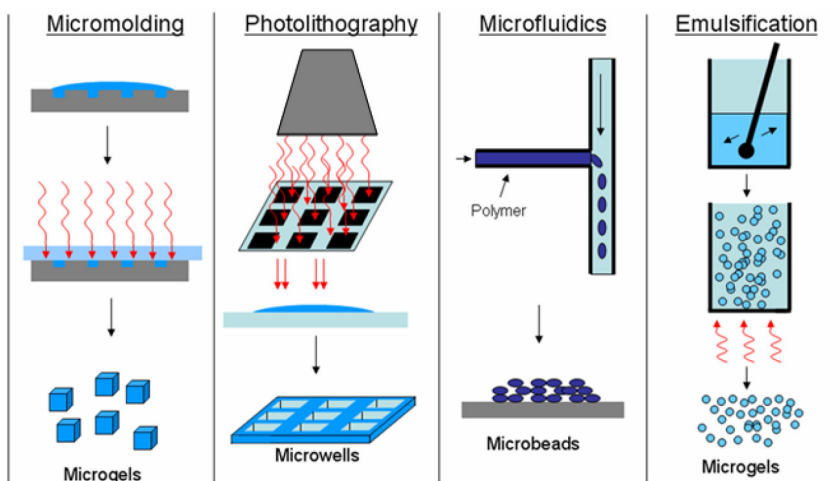 Micromolding
Photolithography
Microfluidics
Emulsification
Polymer
Microgels
Microwells
Microbeads
Microgels